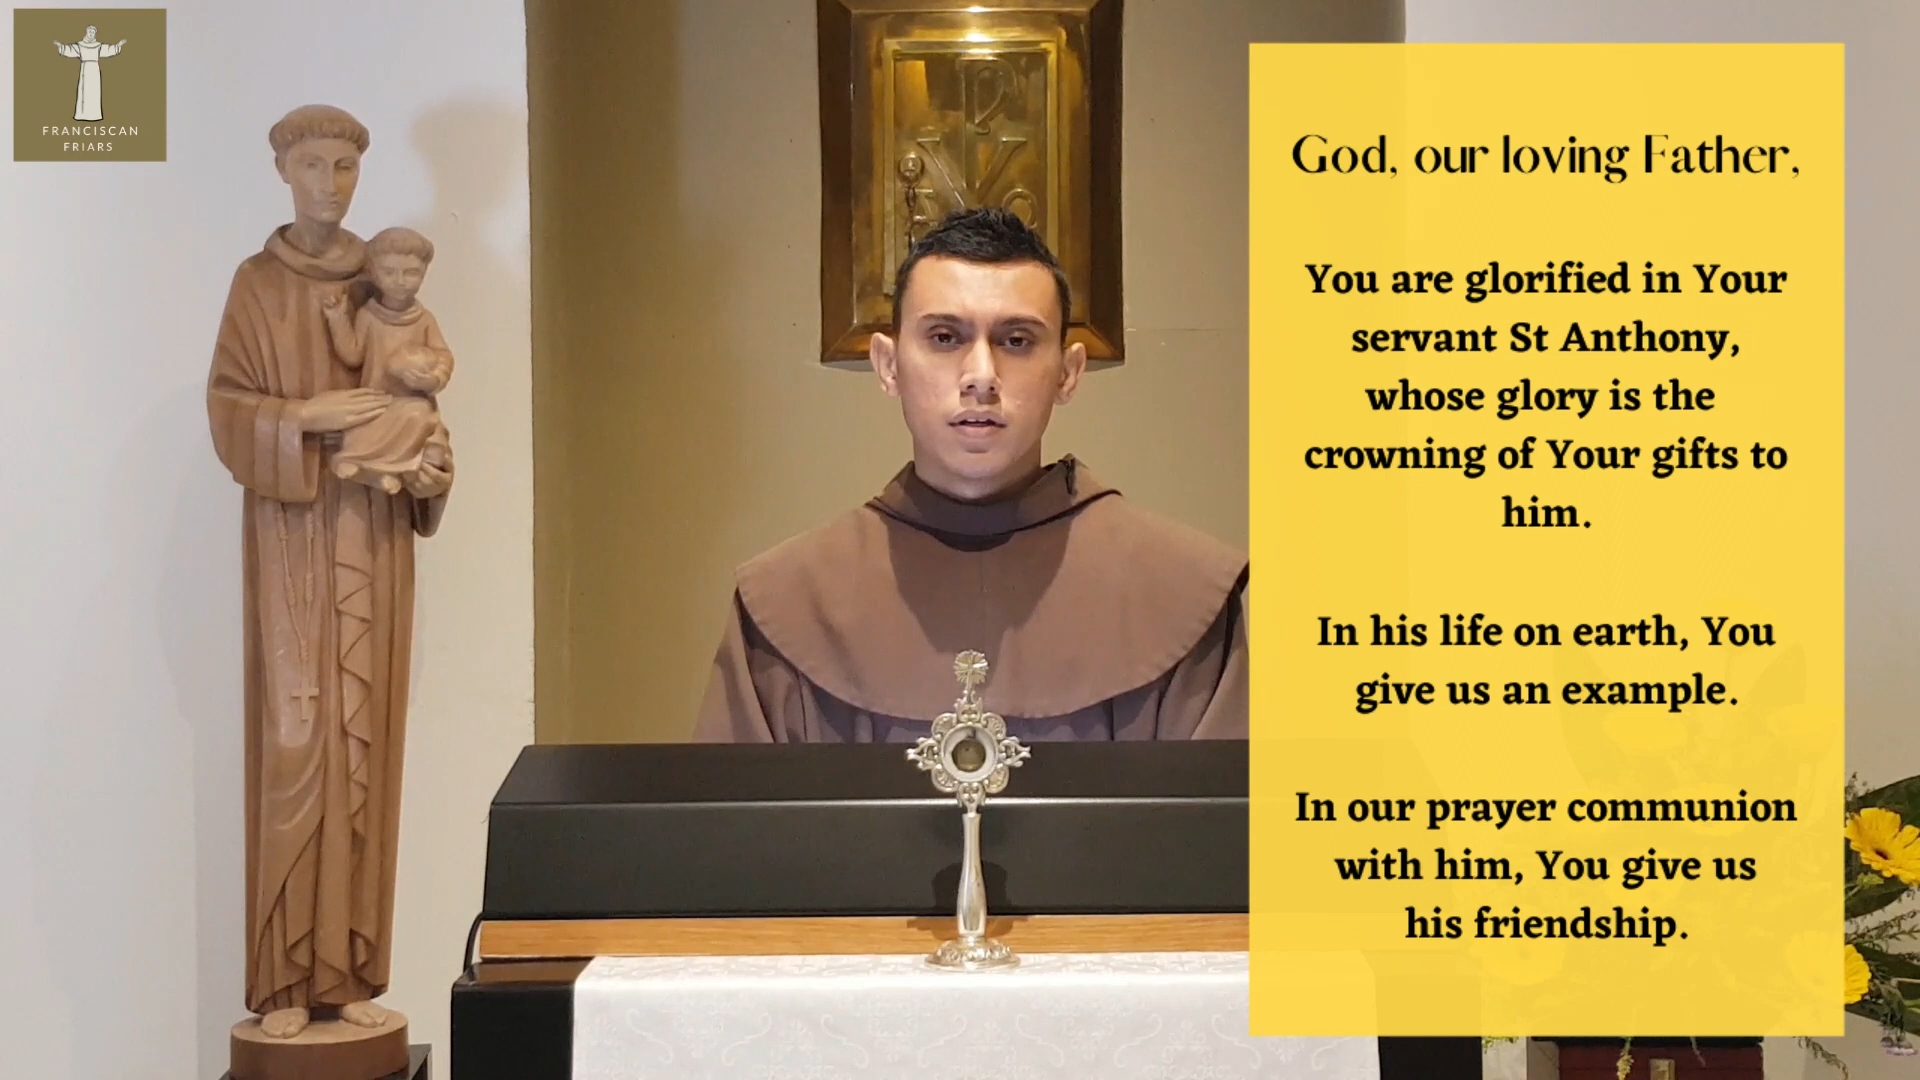 FRANCISCAN
FRIARS
God, our loving Father,
You are glorified in Your
servant St Anthony,
whose glory is the
crowning of Your gifts to
him.
In his life on earth, You
give us an example.
In our prayer communion
with him, You give us
his friendship.